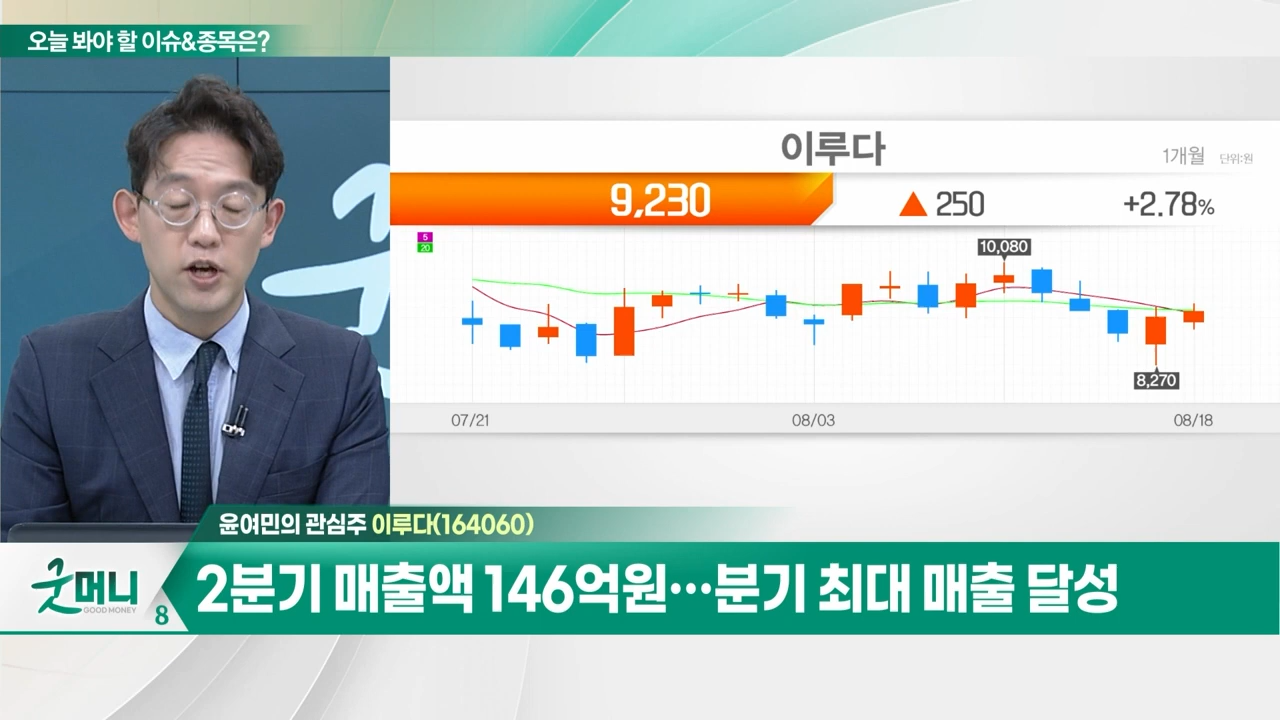 오늘 봐야 할 이슈&종목은?
이루다
1개월 단위:원
9,230 ▲ 250 +2.78%
5
20
10,080
8,270
07/21 08/03 08/18
윤여민의 관심주 이루다(164060)
굿머니
GOOD MONEY
8
2분기 매출액 146억원…분기 최대 매출 달성